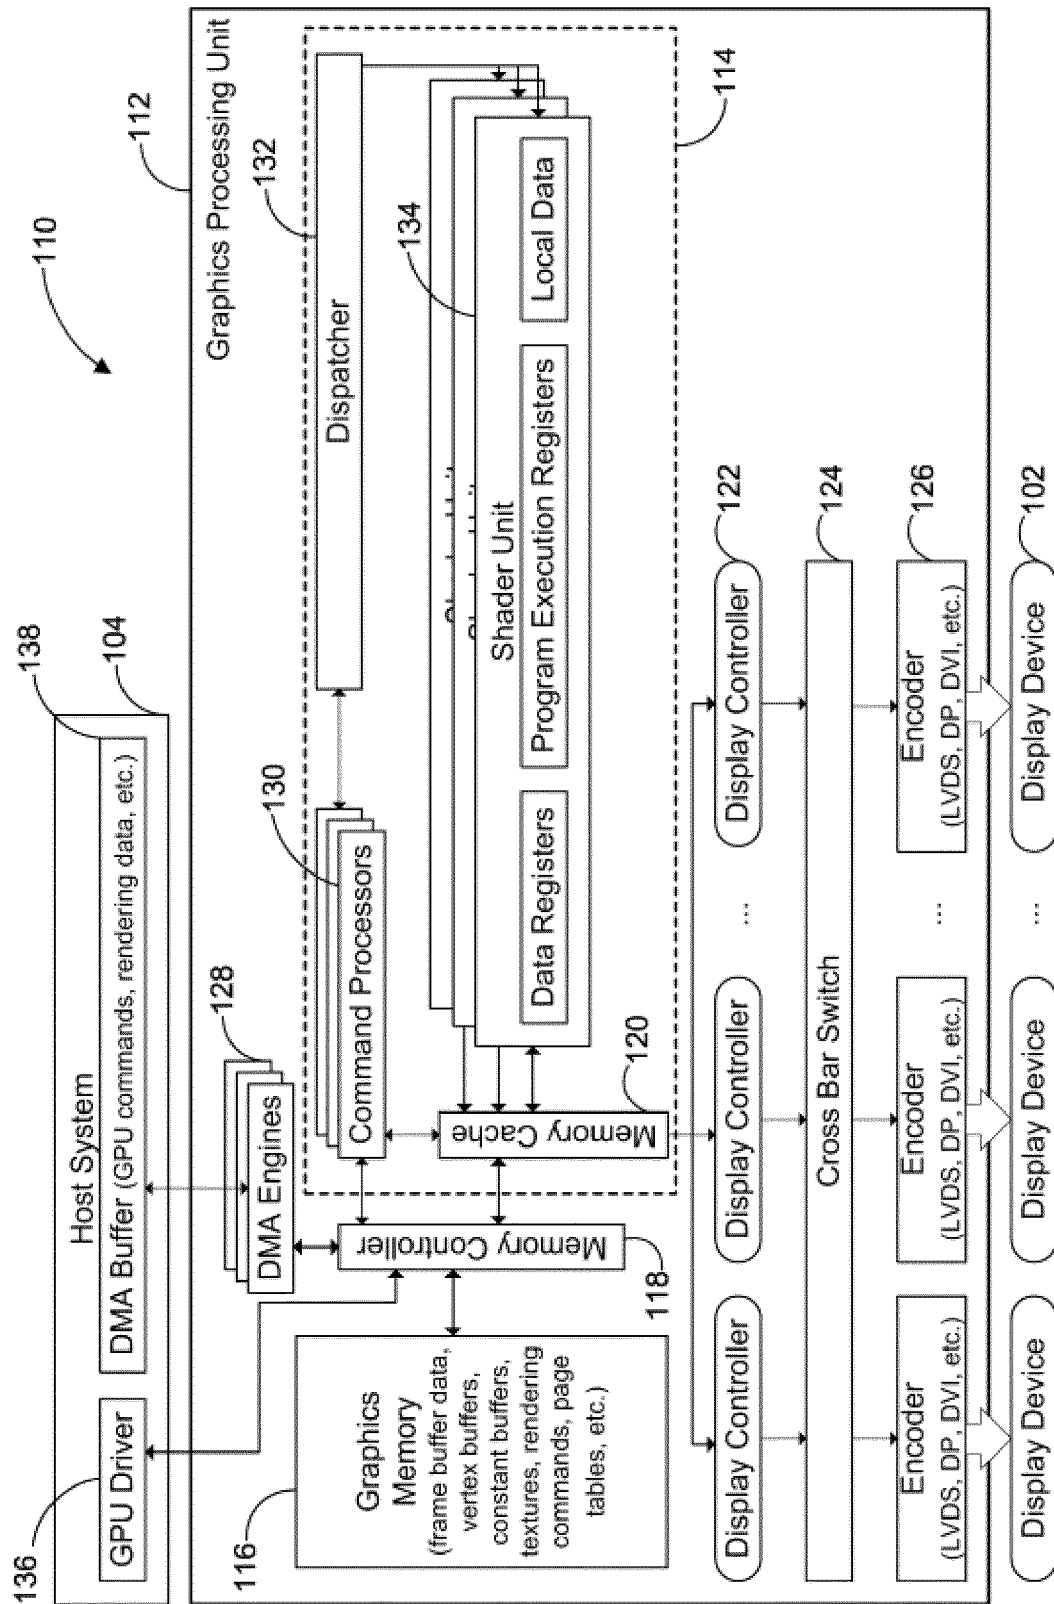 110
Host System
104
136
GPU Driver
138
DMA Buffer (GPU commands, rendering data, etc.)
112
Graphics Processing Unit
128
DMA Engines
116
Graphics
Memory
(frame buffer data,
vertex buffers,
constant buffers,
textures, rendering
commands, page
tables, etc.)
Memory Controller
118
130
Command Processors
132
Dispatcher
Memory Cache
120
134
Shader Unit
Data Registers
Program Execution Registers
Local Data
114
Display Controller
Display Controller
...
Display Controller
122
Cross Bar Switch
124
Encoder
(LVDS, DP, DVI, etc.)
Encoder
(LVDS, DP, DVI, etc.)
...
Encoder
(LVDS, DP, DVI, etc.)
126
Display Device
Display Device
...
Display Device
102